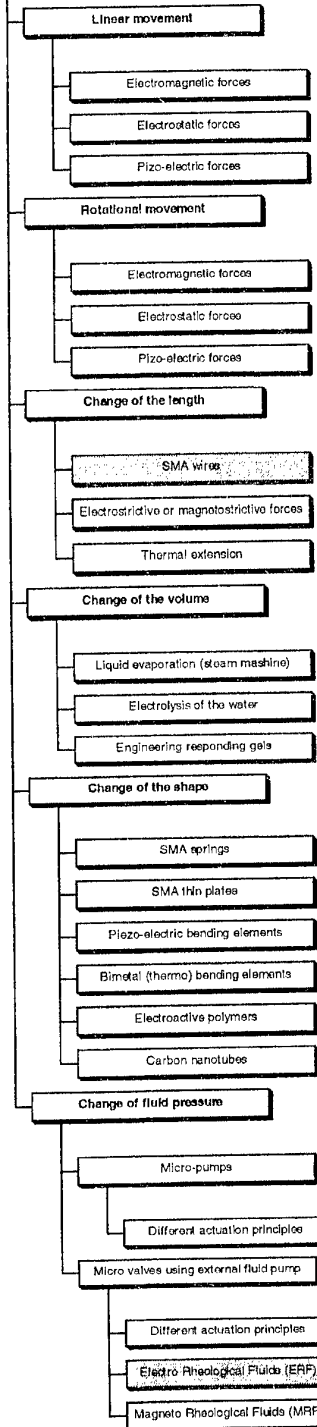 Linear movement
Electromagnetic forces
Electrostatic forces
Pizo-electric forces
Rotational movement
Electromagnetic forces
Electrostatic forces
Pizo-electric forces
Change of the length
SMA wires
Electrostrictive or magnetostrictive forces
Thermal extension
Change of the volume
Liquid evaporation (steam mashine)
Electrolysis of the water
Engineering responding gels
Change of the shape
SMA springs
SMA thin plates
Piezo-electric bending elements
Bimetal (thermo) bending elements
Electroactive polymers
Carbon nanotubes
Change of fluid pressure
Micro-pumps
Different actuation principles
Micro valves using external fluid pump
Different actuation principles
Electro Rheological Fluids (ERF)
Magneto Rheological Fluids (MRF